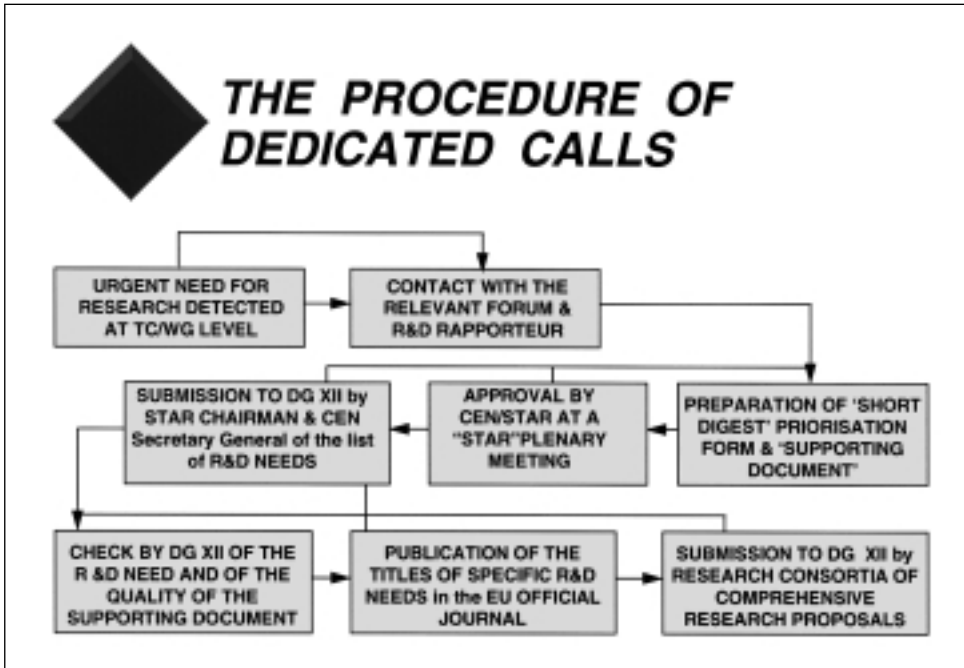 THE PROCEDURE OF
DEDICATED CALLS
URGENT NEED FOR
RESEARCH DETECTED
AT TC/WG LEVEL
CONTACT WITH THE
RELEVANT FORUM &
R&D RAPPORTEUR
SUBMISSION TO DG XII by
STAR CHAIRMAN & CEN
Secretary General of the list
of R&D NEEDS
APPROVAL BY
CEN/STAR AT A
"STAR"PLENARY
MEETING
PREPARATION OF 'SHORT
DIGEST' PRIORISATION
FORM & 'SUPPORTING
DOCUMENT'
CHECK BY DG XII OF THE
R &D NEED AND OF THE
QUALITY OF THE
SUPPORTING DOCUMENT
PUBLICATION OF THE
TITLES OF SPECIFIC R&D
NEEDS in the EU OFFICIAL
JOURNAL
SUBMISSION TO DG XII by
RESEARCH CONSORTIA OF
COMPREHENSIVE
RESEARCH PROPOSALS